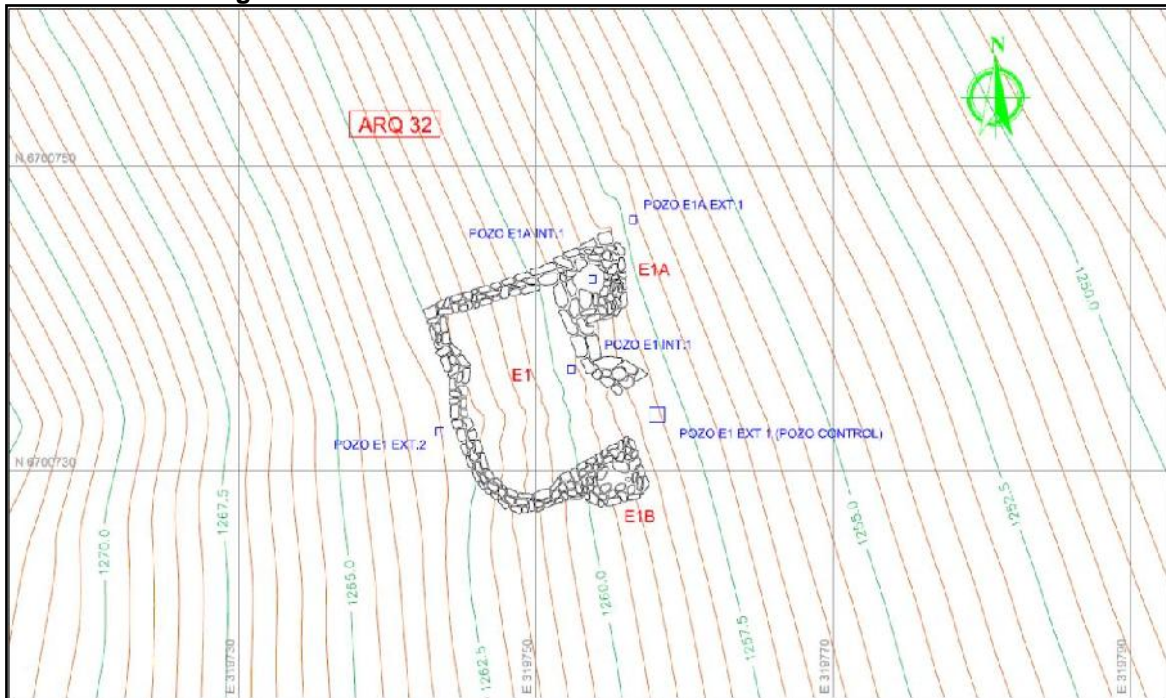 N
ARQ 32
N 6700750
POZO E1A EXT.1
POZO E1A INT.1
E1A
1250.0
POZO E1 INT.1
E1
POZO E1 EXT 1 (POZO CONTROL)
POZO E1 EXT.2
N 6700730
E1B
1270.0
1267.5
1265.0
1262.5
1260.0
1257.5
1255.0
1252.5
E 319730
E 319750
E 319770
E 319790